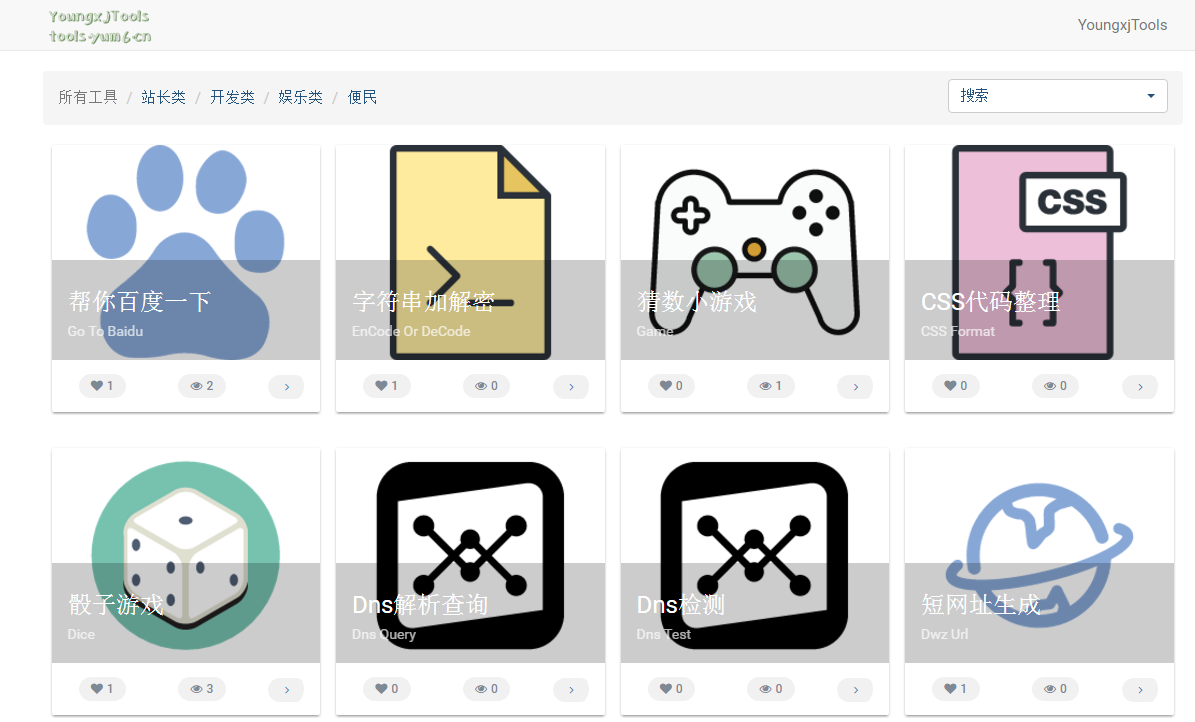 YoungxjTools
tools.yum6.cn
YoungxjTools
所有工具 / 站长类 / 开发类 / 娱乐类 / 便民
搜索
帮你百度一下
Go To Baidu
1 2 ›
字符串加解密
EnCode Or DeCode
1 0 ›
猜数小游戏
Game
0 1 ›
CSS
{ }
CSS代码整理
CSS Format
0 0 ›
骰子游戏
Dice
1 3 ›
Dns解析查询
Dns Query
0 0 ›
Dns检测
Dns Test
0 0 ›
短网址生成
Dwz Url
1 0 ›